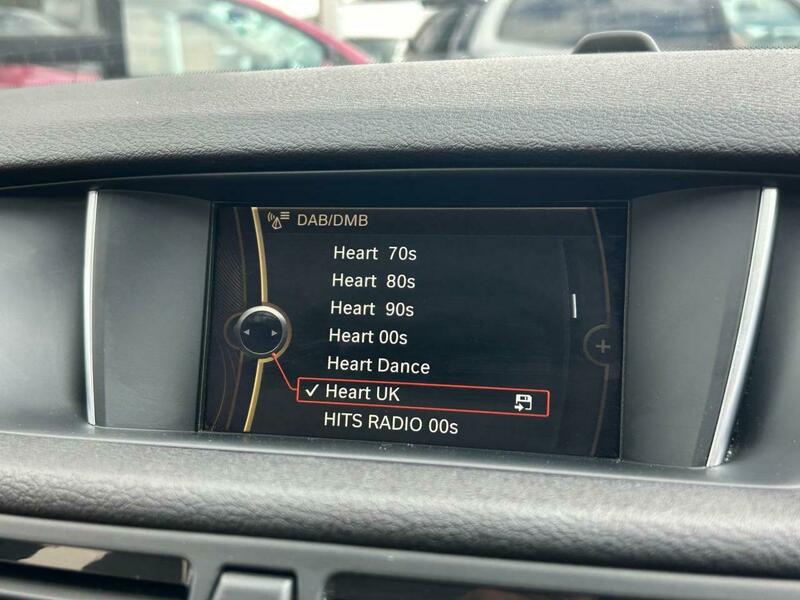 DAB/DMB
Heart 70s
Heart 80s
Heart 90s
Heart 00s
Heart Dance
✓ Heart UK
HITS RADIO 00s